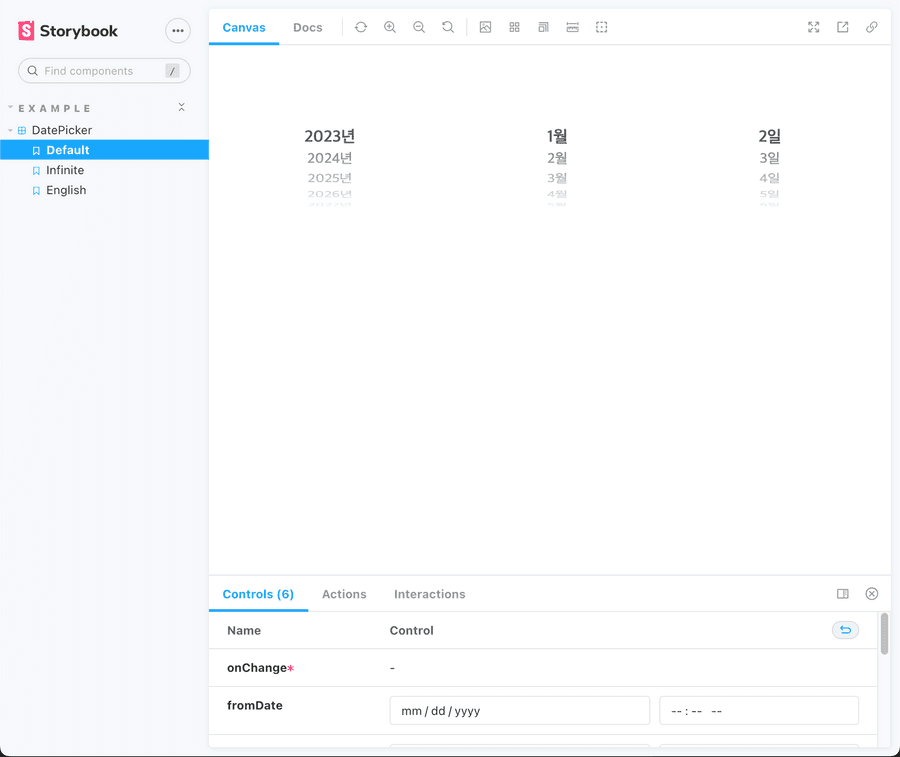 Storybook
Find components /
EXAMPLE
DatePicker
Default
Infinite
English
Canvas Docs
2023년 1월 2일
2024년 2월 3일
2025년 3월 4일
2026년 4월 5일
Controls (6) Actions Interactions
Name Control
onChange* -
fromDate mm / dd / yyyy -- : -- --